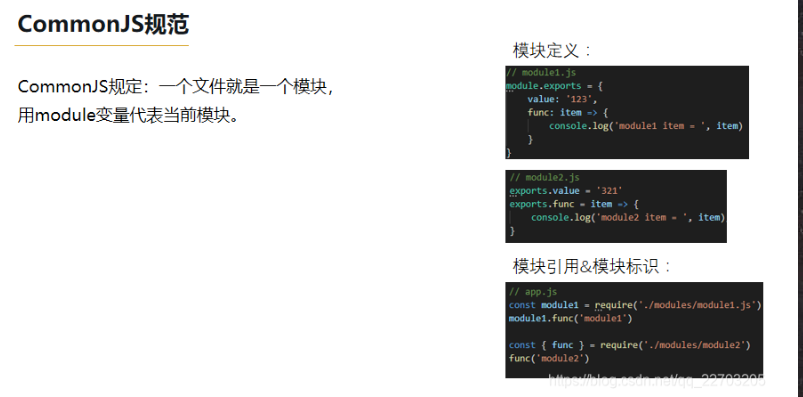 CommonJS规范
CommonJS规定：一个文件就是一个模块，
用module变量代表当前模块。
模块定义：
// module1.js
module.exports = {
value: '123',
func: item => {
console.log('module1 item = ', item)
}
}
// module2.js
exports.value = '321'
exports.func = item => {
console.log('module2 item = ', item)
}
模块引用&模块标识：
// app.js
const module1 = require('./modules/module1.js')
module1.func('module1')
const { func } = require('./modules/module2')
func('module2')
https://blog.csdn.net/qq_22703205